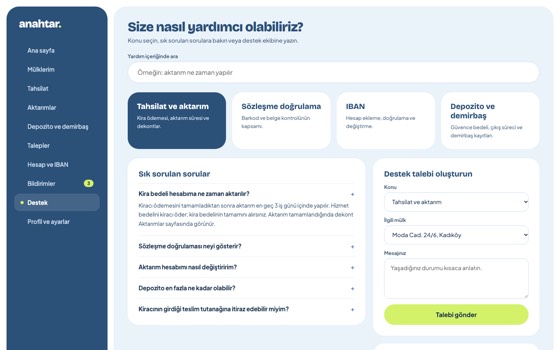 anahtar.
Ana sayfa
Mülklerim
Tahsilat
Aktarımlar
Depozito ve demirbaş
Talepler
Hesap ve IBAN
Bildirimler 3
Destek
Profil ve ayarlar
Size nasıl yardımcı olabiliriz?
Konu seçin, sık sorulan sorulara bakın veya destek ekibine yazın.
Yardım içeriğinde ara
Örneğin: aktarım ne zaman yapılır
Tahsilat ve aktarım
Kira ödemesi, aktarım süresi ve
dekontlar.
Sözleşme doğrulama
Barkod ve belge kontrolünün
kapsamı.
IBAN
Hesap ekleme, doğrulama ve
değiştirme.
Depozito ve
demirbaş
Güvence bedeli, çıkış süreci ve
demirbaş kayıtları.
Sık sorulan sorular
Kira bedeli hesabıma ne zaman aktarılır? +
Kiracı ödemesini tamamladıktan sonra aktarım en geç 3 iş günü içinde yapılır. Hizmet
bedelini kiracı öder; kira bedelinin tamamını alırsınız. Aktarım tamamlandığında dekont
Aktarımlar sayfasında görünür.
Sözleşme doğrulaması neyi gösterir? +
Aktarım hesabımı nasıl değiştiririm? +
Depozito en fazla ne kadar olabilir? +
Kiracının girdiği teslim tutanağına itiraz edebilir miyim? +
Destek talebi oluşturun
Konu
Tahsilat ve aktarım
İlgili mülk
Moda Cad. 24/6, Kadıköy
Mesajınız
Yaşadığınız durumu kısaca anlatın.
Talebi gönder